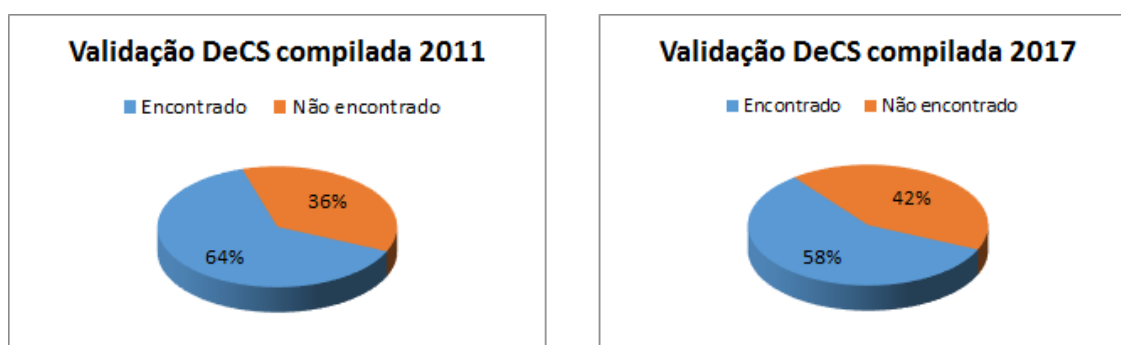 Validação DeCS compilada 2011
Encontrado Não encontrado
36%
64%
Validação DeCS compilada 2017
Encontrado Não encontrado
42%
58%